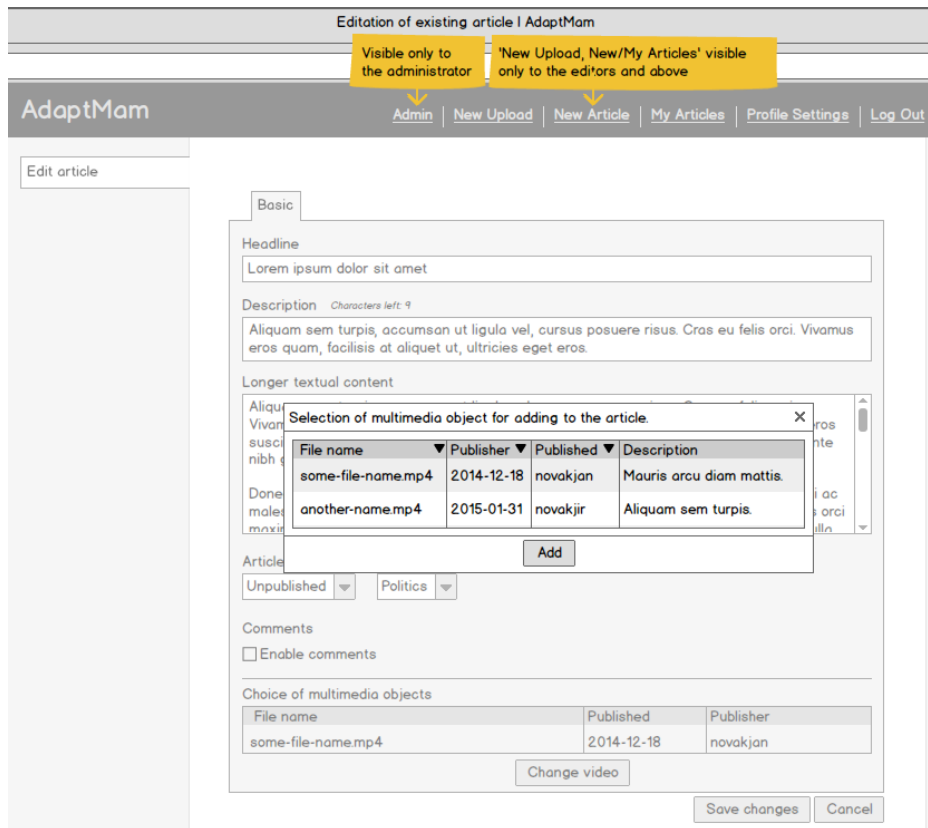 Editation of existing article | AdaptMam
Visible only to
the administrator
'New Upload, New/My Articles' visible
only to the editors and above
AdaptMam
Admin | New Upload | New Article | My Articles | Profile Settings | Log Out
Edit article
Basic
Headline
Lorem ipsum dolor sit amet
Description Characters left: 9
Aliquam sem turpis, accumsan ut ligula vel, cursus posuere risus. Cras eu felis orci. Vivamus
eros quam, facilisis at aliquet ut, ultricies eget eros.
Longer textual content
Selection of multimedia object for adding to the article. ×
File name ▼ Publisher ▼ Published ▼ Description
some-file-name.mp4 2014-12-18 novakjan Mauris arcu diam mattis.
another-name.mp4 2015-01-31 novakjir Aliquam sem turpis.
Add
Article
Unpublished Politics
Comments
Enable comments
Choice of multimedia objects
File name Published Publisher
some-file-name.mp4 2014-12-18 novakjan
Change video
Save changes Cancel